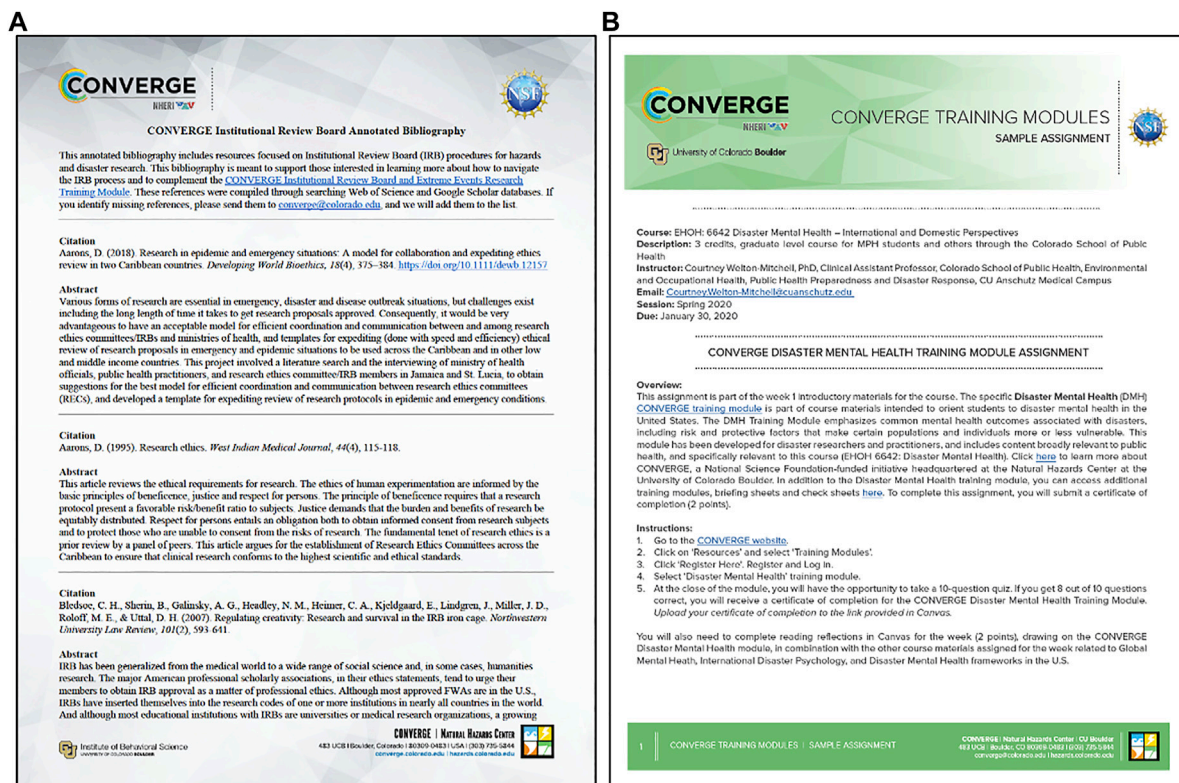 A
CONVERGE
NHERI
NSF
CONVERGE Institutional Review Board Annotated Bibliography
This annotated bibliography includes resources focused on Institutional Review Board (IRB) procedures for hazards
and disaster research. This bibliography is meant to support those interested in learning more about how to navigate
the IRB process and to complement the CONVERGE Institutional Review Board and Extreme Events Research
Training Module. These references were compiled through searching Web of Science and Google Scholar databases. If
you identify missing references, please send them to converge@colorado.edu, and we will add them to the list.
Citation
Aarons, D. (2018). Research in epidemic and emergency situations: A model for collaboration and expediting ethics
review in two Caribbean countries. Developing World Bioethics, 18(4), 375–384. https://doi.org/10.1111/dewb.12157
Abstract
Various forms of research are essential in emergency, disaster and disease outbreak situations, but challenges exist
including the long length of time it takes to get research proposals approved. Consequently, it would be very
advantageous to have an acceptable model for efficient coordination and communication between and among research
ethics committees/IRBs and ministries of health, and templates for expediting (done with speed and efficiency) ethical
review of research proposals in emergency and epidemic situations to be used across the Caribbean and in other low
and middle income countries. This project involved a literature search and the interviewing of ministry of health
officials, public health practitioners, and research ethics committee/IRB members in Jamaica and St. Lucia, to obtain
suggestions for the best model for efficient coordination and communication between research ethics committees
(RECs), and developed a template for expediting review of research protocols in epidemic and emergency conditions.
Citation
Aarons, D. (1995). Research ethics. West Indian Medical Journal, 44(4), 115-118.
Abstract
This article reviews the ethical requirements for research. The ethics of human experimentation are informed by the
basic principles of beneficence, justice and respect for persons. The principle of beneficence requires that a research
protocol present a favorable risk/benefit ratio to subjects. Justice demands that the burden and benefits of research be
equitably distributed. Respect for persons entails an obligation both to obtain informed consent from research subjects
and to protect those who are unable to consent from the risks of research. The fundamental tenet of research ethics is a
prior review by a panel of peers. This article argues for the establishment of Research Ethics Committees across the
Caribbean to ensure that clinical research conforms to the highest scientific and ethical standards.
Citation
Bledsoe, C. H., Sherin, B., Galinsky, A. G., Headley, N. M., Heimer, C. A., Kjeldgaard, E., Lindgren, J., Miller, J. D.,
Roloff, M. E., & Uttal, D. H. (2007). Regulating creativity: Research and survival in the IRB iron cage. Northwestern
University Law Review, 101(2), 593-641.
Abstract
IRB has been generalized from the medical world to a wide range of social science and, in some cases, humanities
research. The major American professional scholarly associations, in their ethics statements, tend to urge their
members to obtain IRB approval as a matter of professional ethics. Although most approved FWAs are in the U.S.,
IRBs have inserted themselves into the research codes of one or more institutions in nearly all countries in the world.
And although most educational institutions with IRBs are universities or medical research organizations, a growing
Institute of Behavioral Science
UNIVERSITY OF COLORADO BOULDER
CONVERGE | NATURAL HAZARDS CENTER
483 UCB | Boulder, Colorado | 80309-0483 | USA | (303) 735-5844
converge.colorado.edu | hazards.colorado.edu
B
CONVERGE
NHERI
University of Colorado Boulder
CONVERGE TRAINING MODULES
SAMPLE ASSIGNMENT
NSF
Course: EHOH: 6642 Disaster Mental Health – International and Domestic Perspectives
Description: 3 credits, graduate level course for MPH students and others through the Colorado School of Public
Health
Instructor: Courtney Welton-Mitchell, PhD, Clinical Assistant Professor, Colorado School of Public Health, Environmental
and Occupational Health, Public Health Preparedness and Disaster Response, CU Anschutz Medical Campus
Email: Courtney.Welton-Mitchell@cuanschutz.edu
Session: Spring 2020
Due: January 30, 2020
CONVERGE DISASTER MENTAL HEALTH TRAINING MODULE ASSIGNMENT
Overview:
This assignment is part of the week 1 introductory materials for the course. The specific Disaster Mental Health (DMH)
CONVERGE training module is part of course materials intended to orient students to disaster mental health in the
United States. The DMH Training Module emphasizes common mental health outcomes associated with disasters,
including risk and protective factors that make certain populations and individuals more or less vulnerable. This
module has been developed for disaster researchers and practitioners, and includes content broadly relevant to public
health, and specifically relevant to this course (EHOH 6642: Disaster Mental Health). Click here to learn more about
CONVERGE, a National Science Foundation-funded initiative headquartered at the Natural Hazards Center at the
University of Colorado Boulder. In addition to the Disaster Mental Health training module, you can access additional
training modules, briefing sheets and check sheets here. To complete this assignment, you will submit a certificate of
completion (2 points).
Instructions:
1. Go to the CONVERGE website.
2. Click on 'Resources' and select 'Training Modules'.
3. Click 'Register Here'. Register and Log in.
4. Select 'Disaster Mental Health' training module.
5. At the close of the module, you will have the opportunity to take a 10-question quiz. If you get 8 out of 10 questions
correct, you will receive a certificate of completion for the CONVERGE Disaster Mental Health Training Module.
Upload your certificate of completion to the link provided in Canvas.
You will also need to complete reading reflections in Canvas for the week (2 points), drawing on the CONVERGE
Disaster Mental Health module, in combination with the other course materials assigned for the week related to Global
Mental Heath, International Disaster Psychology, and Disaster Mental Health frameworks in the U.S.
1 CONVERGE TRAINING MODULES | SAMPLE ASSIGNMENT
CONVERGE | Natural Hazards Center | CU Boulder
483 UCB | Boulder, CO 80309-0483 | (303) 735-5844
converge@colorado.edu | hazards.colorado.edu